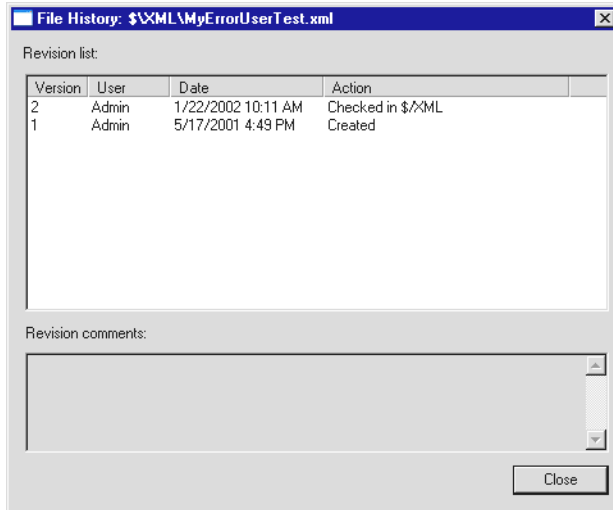 File History: $\XML\MyErrorUserTest.xml
Revision list:
Version User Date Action
2 Admin 1/22/2002 10:11 AM Checked in $/XML
1 Admin 5/17/2001 4:49 PM Created
Revision comments:
Close